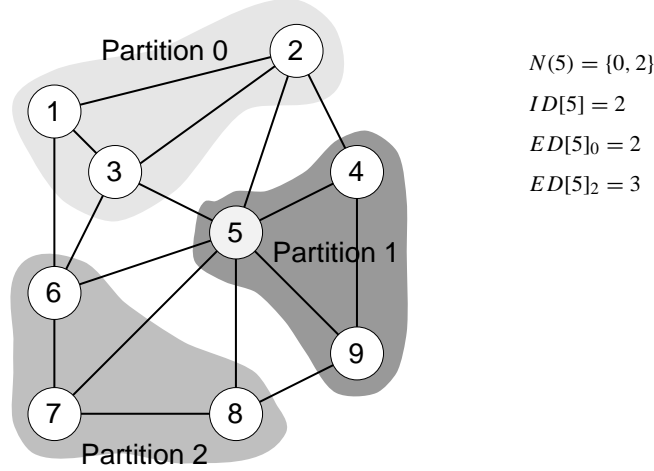 Partition 0
2
1
3
4
5
Partition 1
6
9
7
8
Partition 2
N(5) = {0, 2}
ID[5] = 2
ED[5]₀ = 2
ED[5]₂ = 3